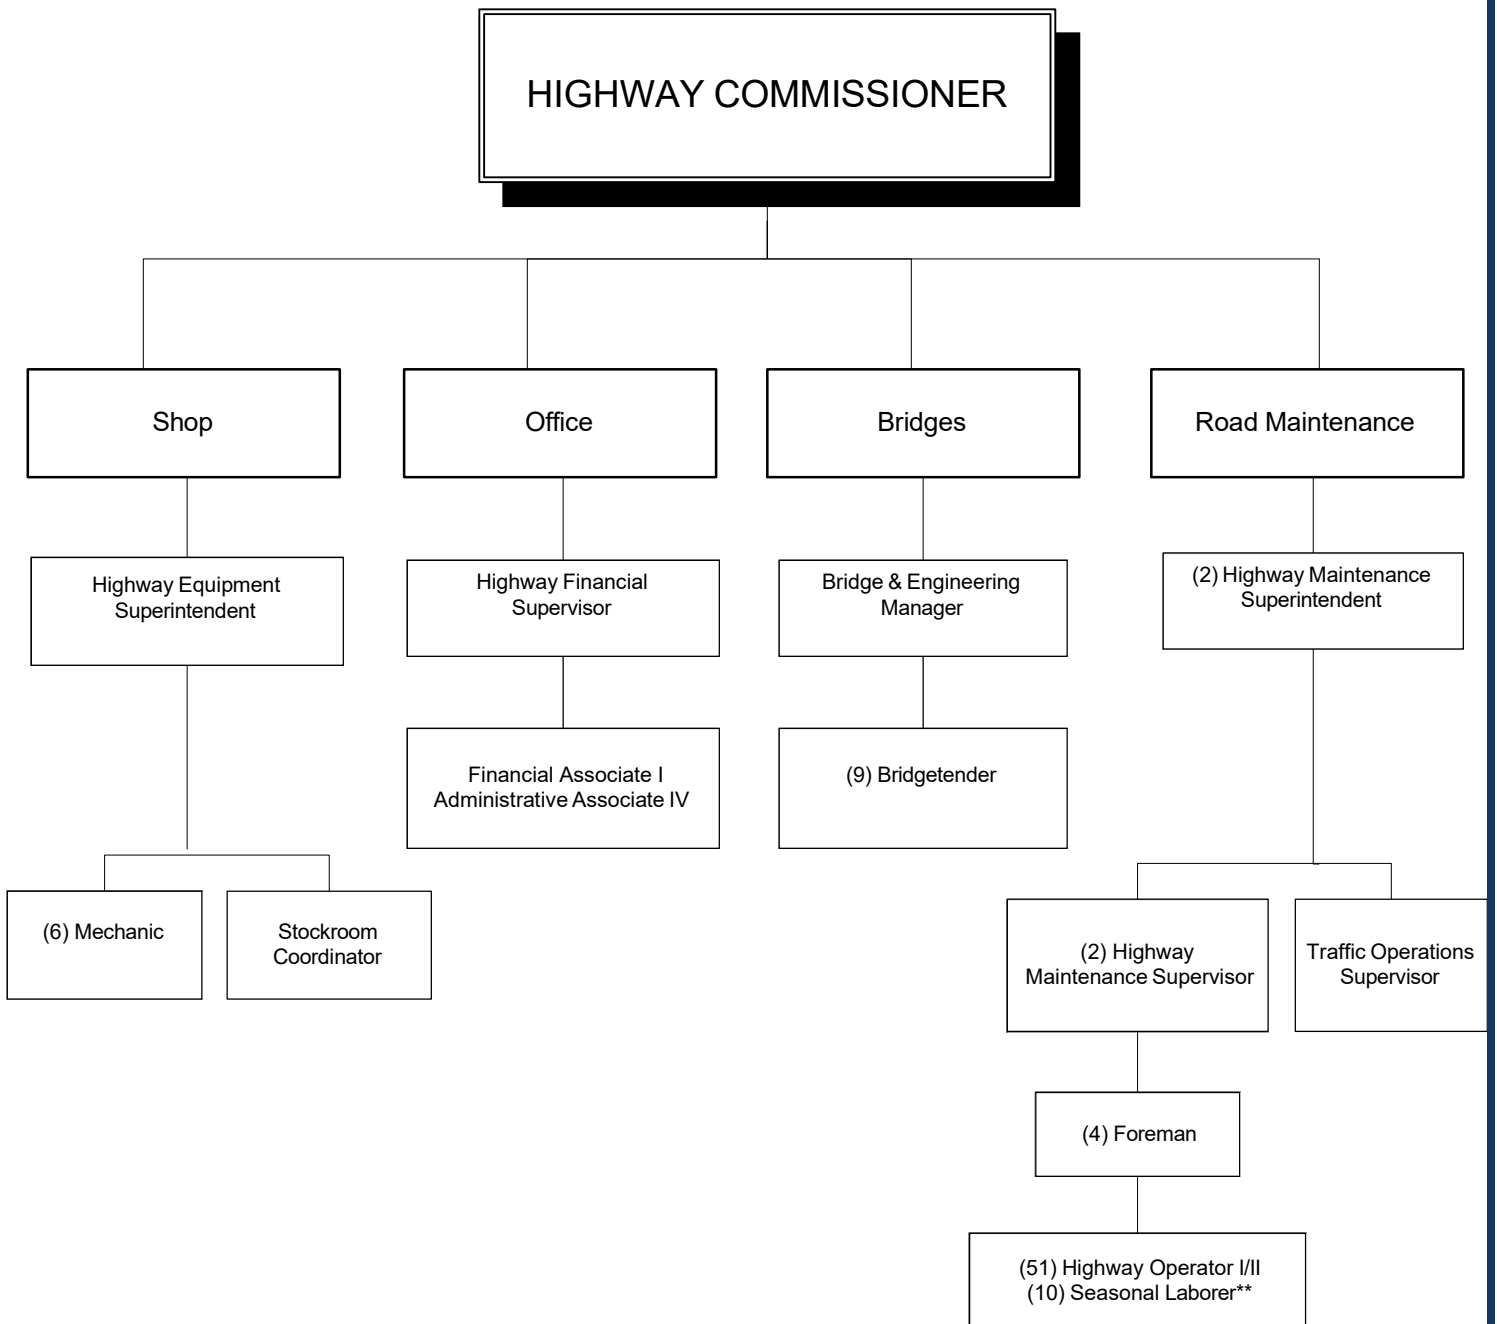 HIGHWAY COMMISSIONER
Shop
Office
Bridges
Road Maintenance
Highway Equipment
Superintendent
Highway Financial
Supervisor
Bridge & Engineering
Manager
(2) Highway Maintenance
Superintendent
Financial Associate I
Administrative Associate IV
(9) Bridgetender
(6) Mechanic
Stockroom
Coordinator
(2) Highway
Maintenance Supervisor
Traffic Operations
Supervisor
(4) Foreman
(51) Highway Operator I/II
(10) Seasonal Laborer**